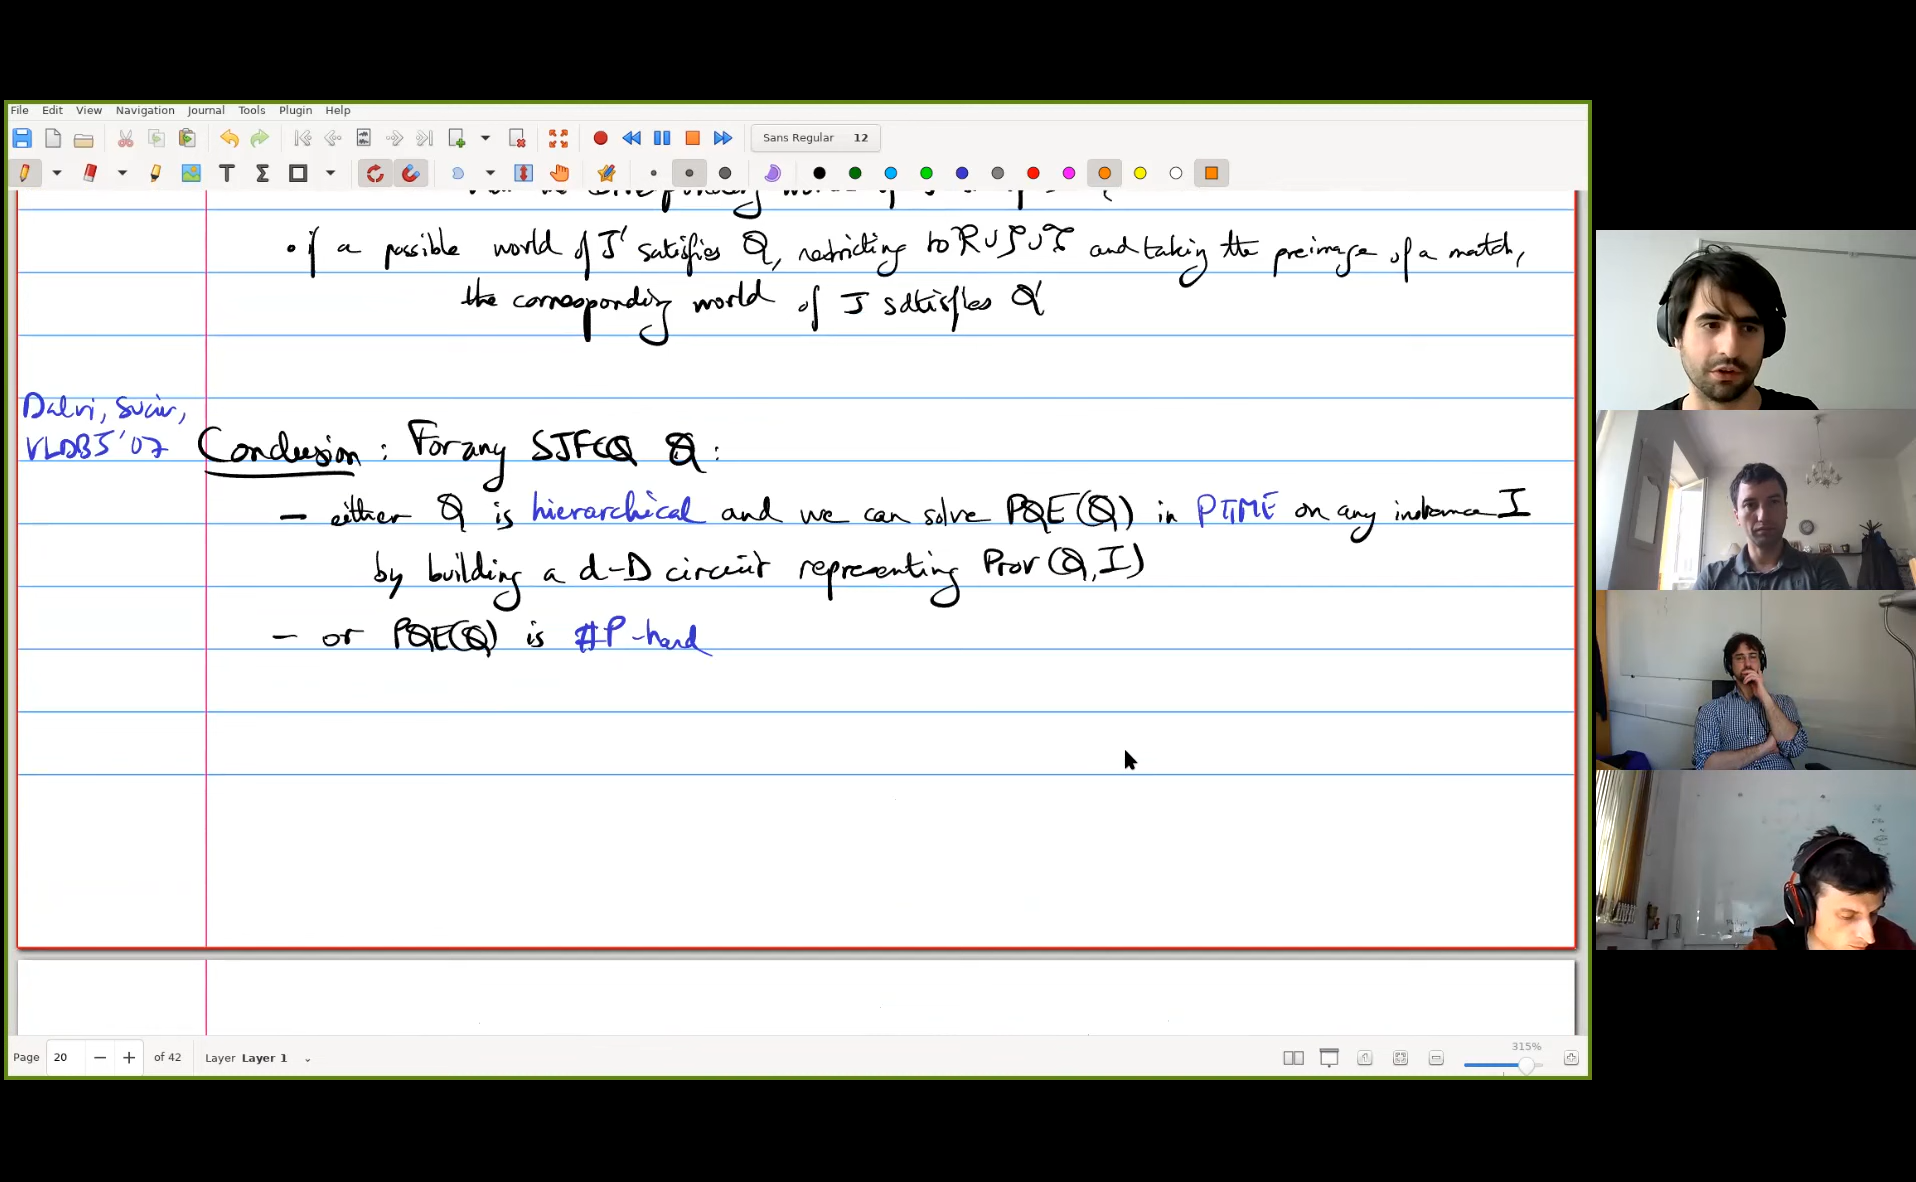 File Edit View Navigation Journal Tools Plugin Help
Sans Regular 12
• if a possible world of J' satisfies Q, restricting to R∪S∪T and taking the preimage of a match,
the corresponding world of J satisfies Q'
Dalvi, Suciu,
VLDBJ '07
Conclusion : For any SJFCQ Q :
– either Q is hierarchical and we can solve PQE(Q) in PTIME on any instance I
by building a d-D circuit representing Prov(Q, I)
– or PQE(Q) is #P-hard
Page 20 of 42 Layer Layer 1
315%